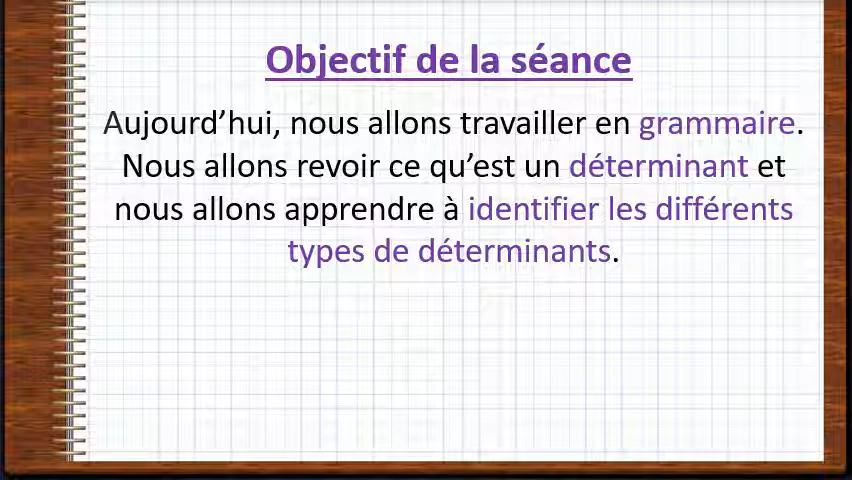 Objectif de la séance
Aujourd’hui, nous allons travailler en grammaire.
Nous allons revoir ce qu’est un déterminant et
nous allons apprendre à identifier les différents
types de déterminants.